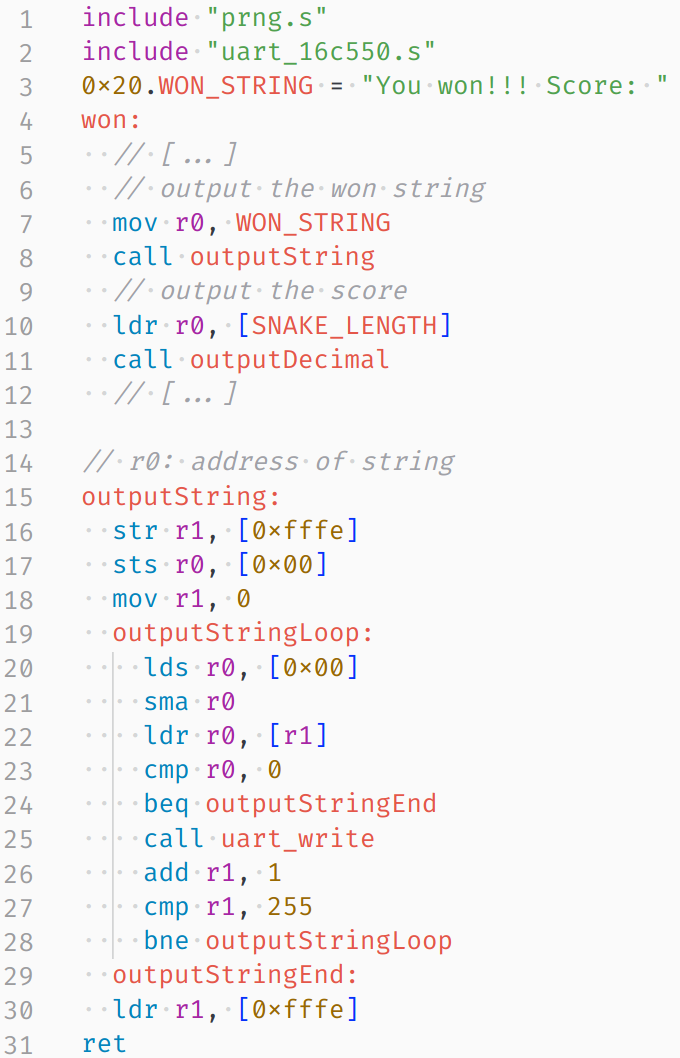 1 include "prng.s"
2 include "uart_16c550.s"
3 0x20.WON_STRING = "You won!!! Score: "
4 won:
5 // [...]
6 // output the won string
7 mov r0, WON_STRING
8 call outputString
9 // output the score
10 ldr r0, [SNAKE_LENGTH]
11 call outputDecimal
12 // [...]
13
14 // r0: address of string
15 outputString:
16 str r1, [0xfffe]
17 sts r0, [0x00]
18 mov r1, 0
19 outputStringLoop:
20 lds r0, [0x00]
21 sma r0
22 ldr r0, [r1]
23 cmp r0, 0
24 beq outputStringEnd
25 call uart_write
26 add r1, 1
27 cmp r1, 255
28 bne outputStringLoop
29 outputStringEnd:
30 ldr r1, [0xfffe]
31 ret